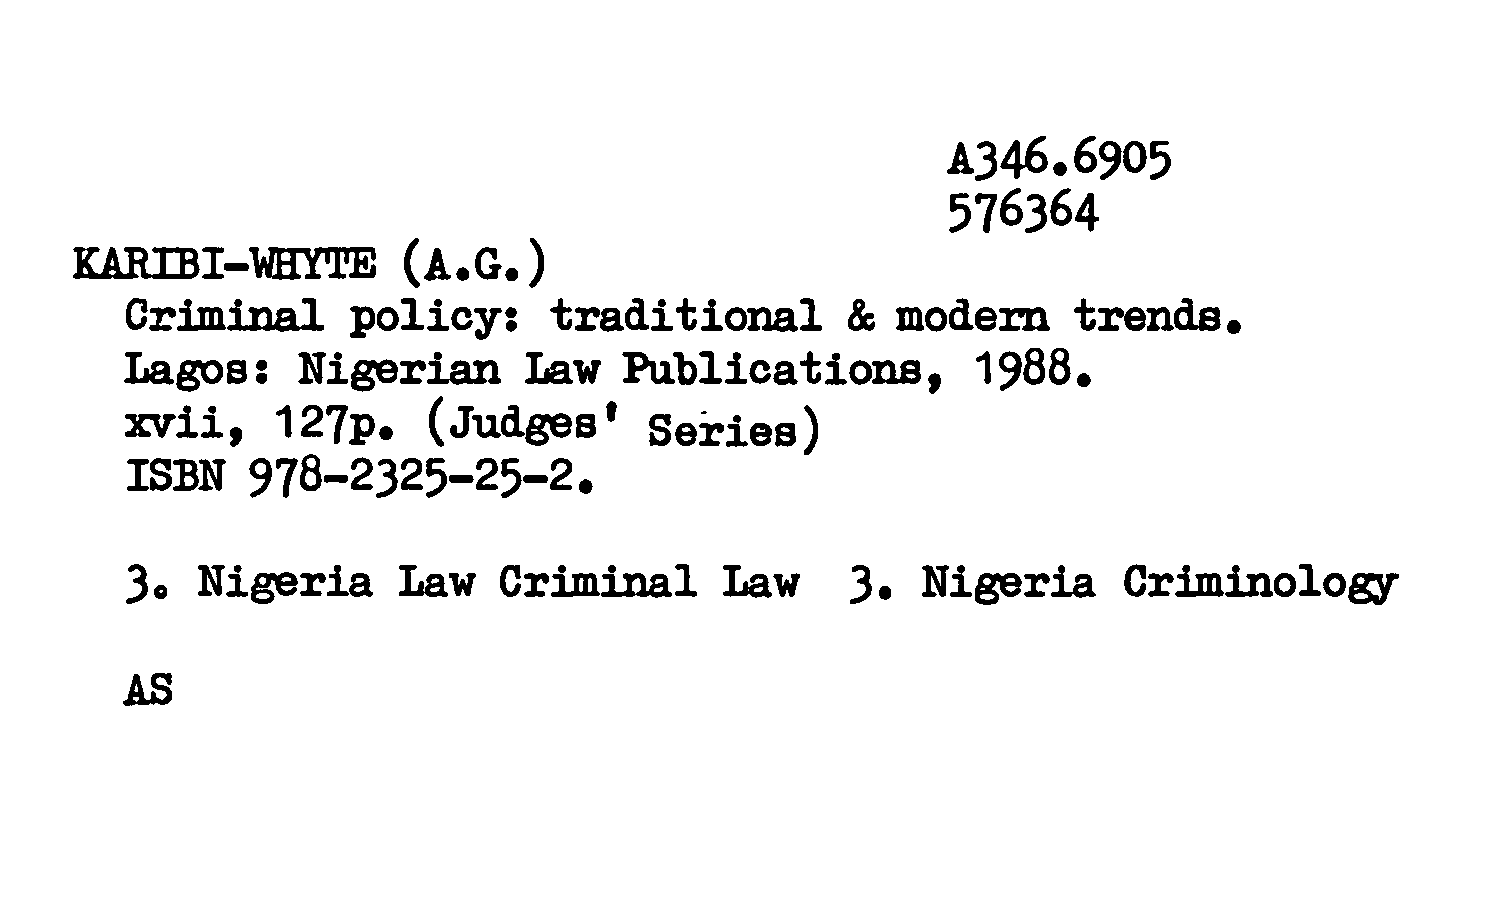 A346.6905
576364
KARIBI-WHYTE (A.G.)
Criminal policy: traditional & modern trends.
Lagos: Nigerian Law Publications, 1988.
xvii, 127p. (Judges' Series)
ISBN 978-2325-25-2.
3. Nigeria Law Criminal Law 3. Nigeria Criminology
AS